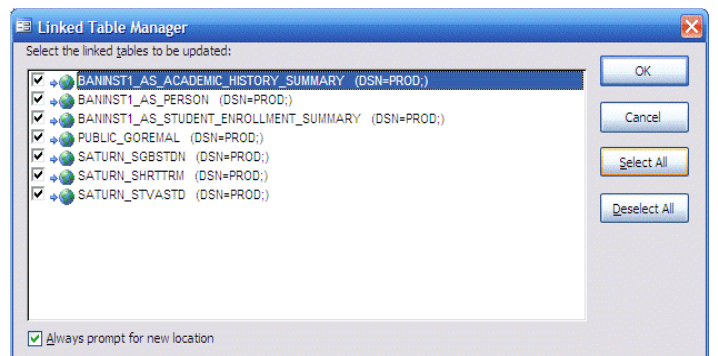 Linked Table Manager
Select the linked tables to be updated:
BANINST1_AS_ACADEMIC_HISTORY_SUMMARY (DSN=PROD;)
BANINST1_AS_PERSON (DSN=PROD;)
BANINST1_AS_STUDENT_ENROLLMENT_SUMMARY (DSN=PROD;)
PUBLIC_GOREMAL (DSN=PROD;)
SATURN_SGBSTDN (DSN=PROD;)
SATURN_SHRTTRM (DSN=PROD;)
SATURN_STVASTD (DSN=PROD;)
OK
Cancel
Select All
Deselect All
Always prompt for new location